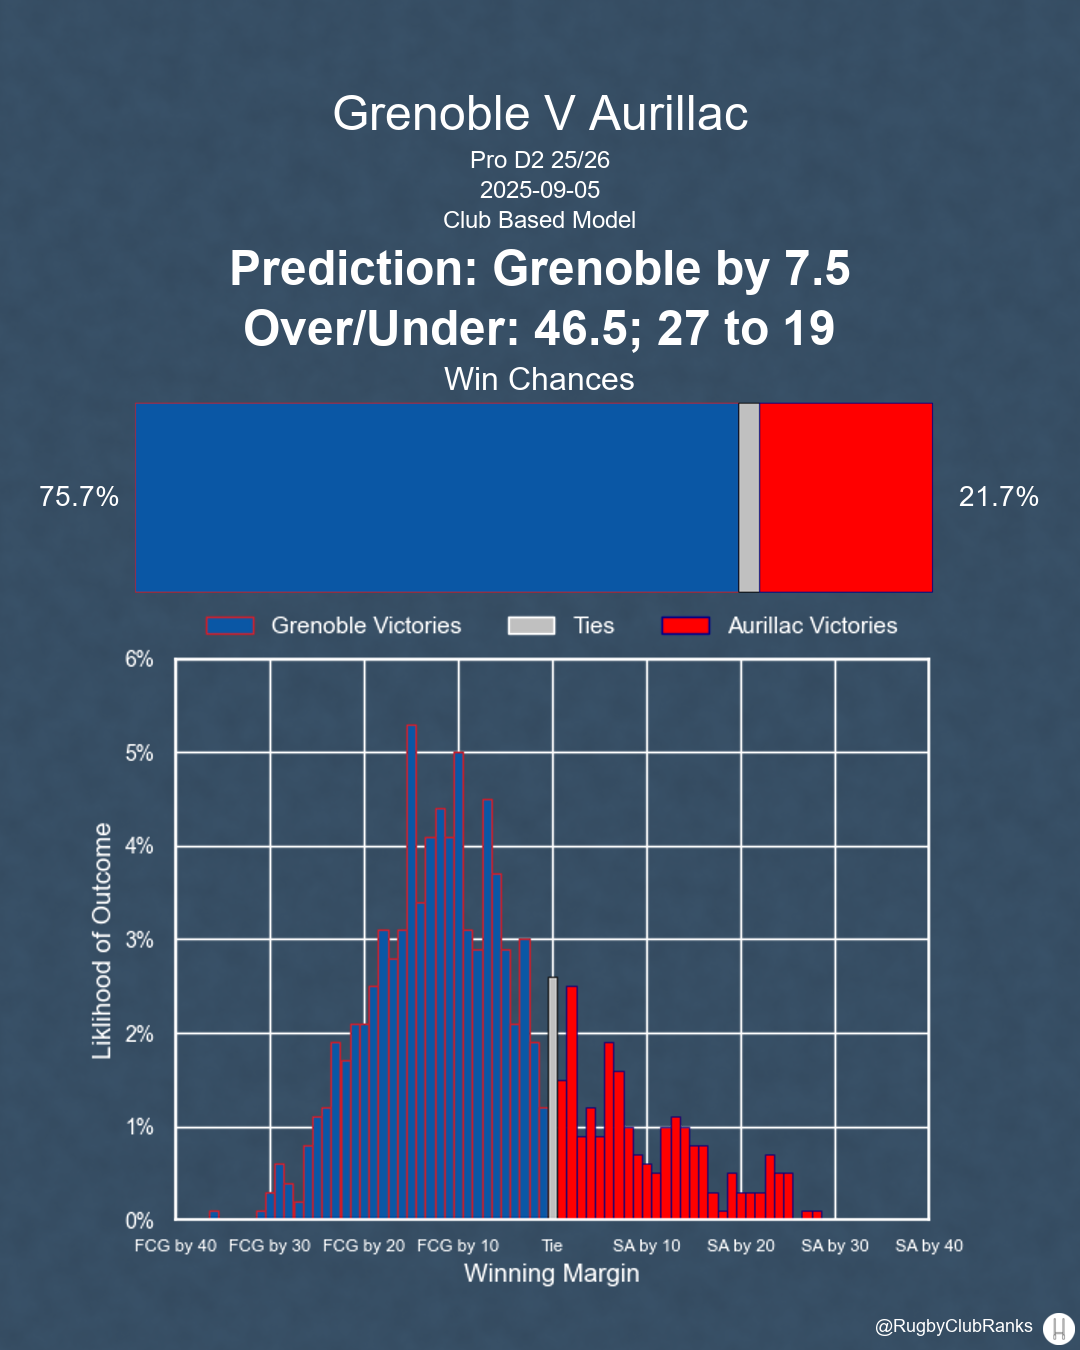 Grenoble V Aurillac
Pro D2 25/26
2025-09-05
Club Based Model
Prediction: Grenoble by 7.5
Over/Under: 46.5; 27 to 19
Win Chances
75.7%
21.7%
Grenoble Victories
Ties
Aurillac Victories
6%
5%
4%
3%
2%
1%
0%
Liklihood of Outcome
FCG by 40
FCG by 30
FCG by 20
FCG by 10
Tie
SA by 10
SA by 20
SA by 30
SA by 40
Winning Margin
@RugbyClubRanks